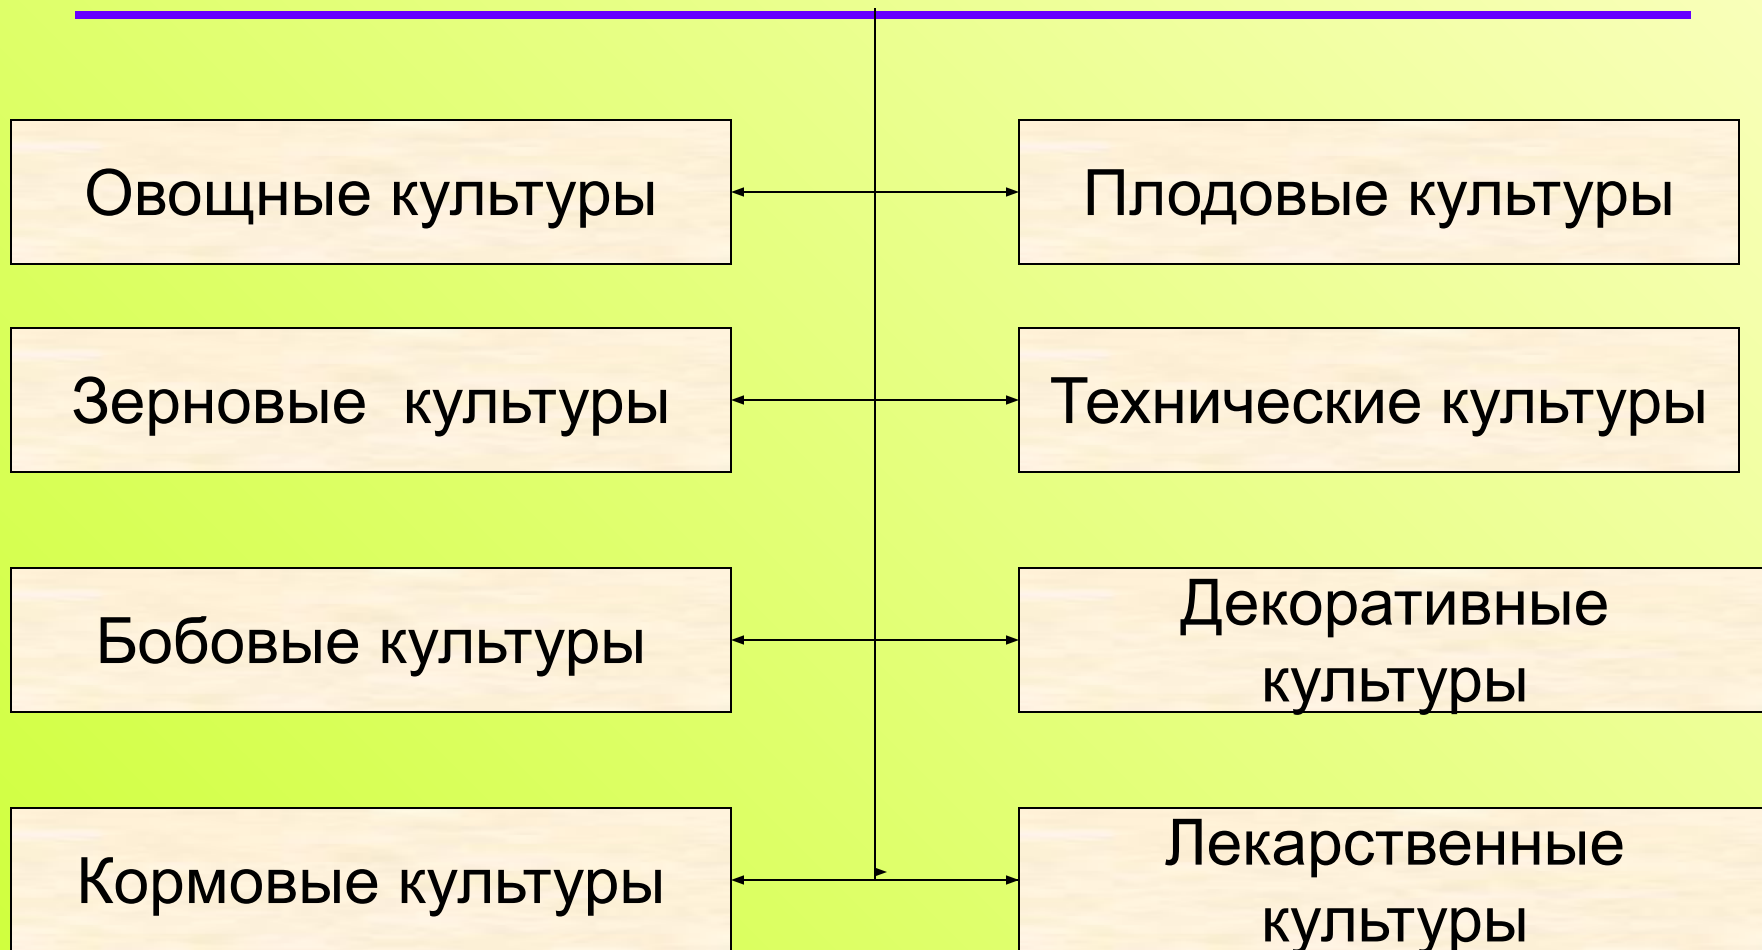 Овощные культуры
Плодовые культуры
Зерновые культуры
Технические культуры
Бобовые культуры
Декоративные
культуры
Кормовые культуры
Лекарственные
культуры